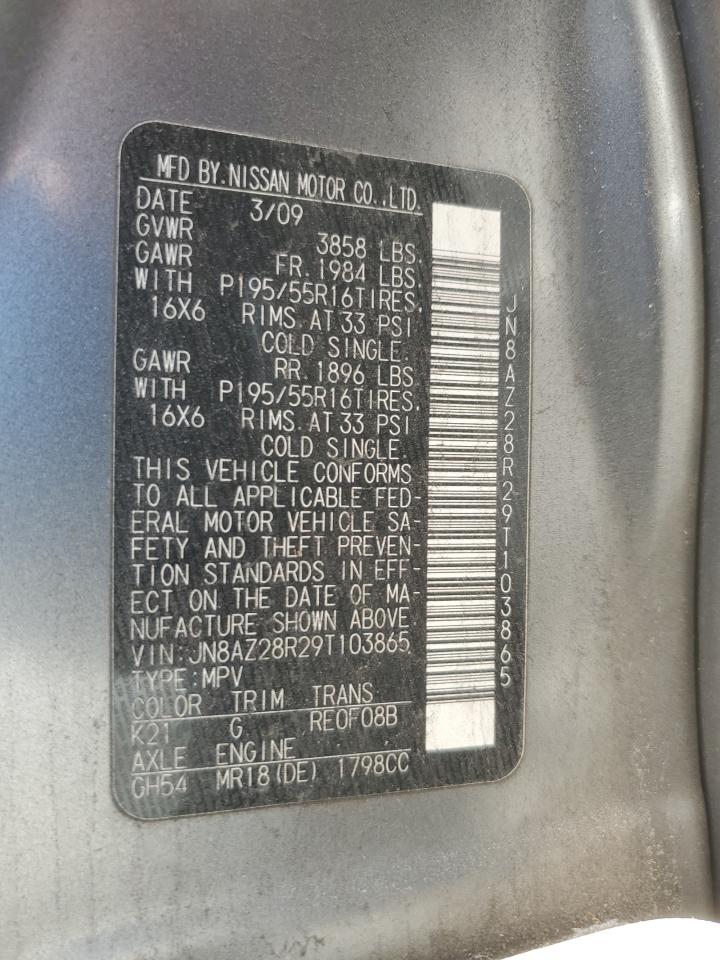 MFD BY.NISSAN MOTOR CO.,LTD.
DATE 3/09
GVWR 3858 LBS.
GAWR FR. 1984 LBS.
WITH P195/55R16TIRES,
16X6 RIMS. AT 33 PSI
COLD SINGLE.
GAWR RR. 1896 LBS.
WITH P195/55R16TIRES,
16X6 RIMS. AT 33 PSI
COLD SINGLE.
THIS VEHICLE CONFORMS
TO ALL APPLICABLE FED-
ERAL MOTOR VEHICLE SA-
FETY AND THEFT PREVEN-
TION STANDARDS IN EFF-
ECT ON THE DATE OF MA-
NUFACTURE SHOWN ABOVE.
VIN:JN8AZ28R29T103865
TYPE:MPV
COLOR TRIM TRANS
K21 G RE0F08B
AXLE ENGINE
GH54 MR18(DE) 1798CC
JN8AZ28R29T103865